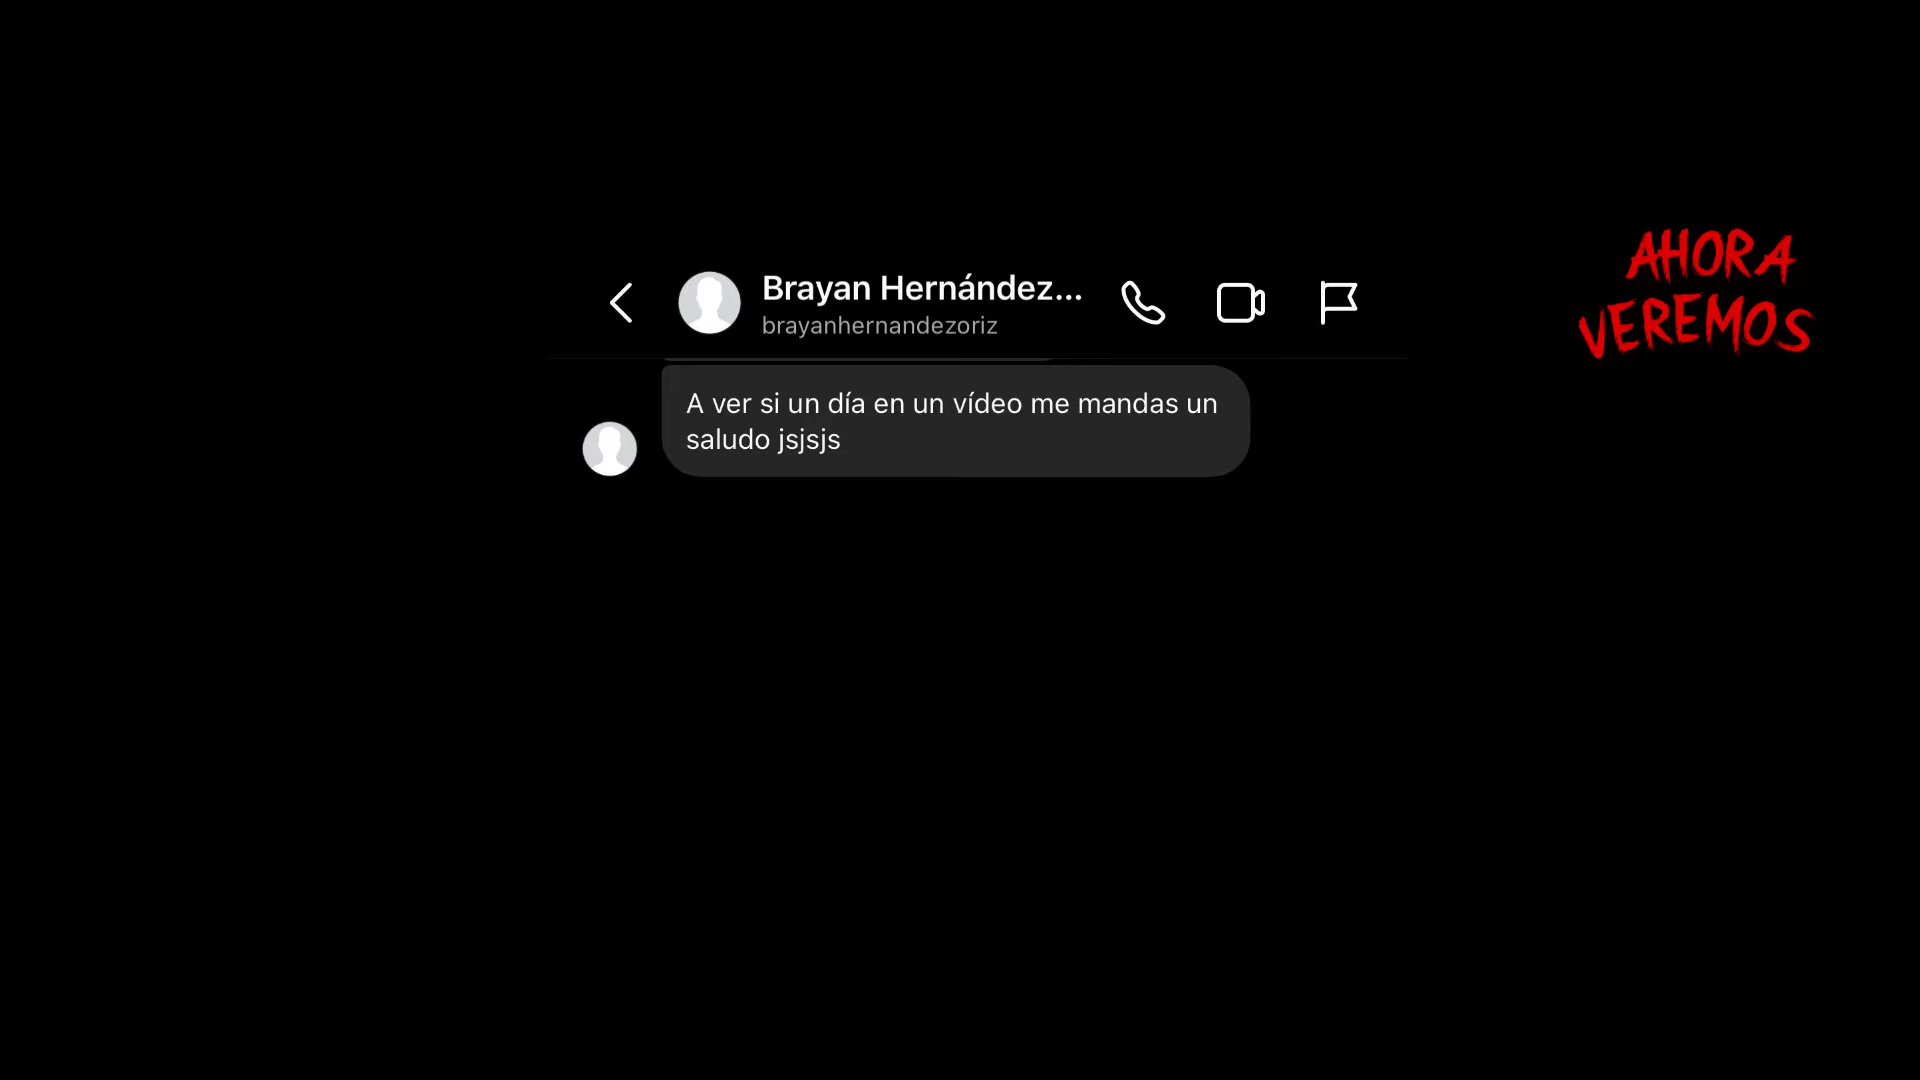 Brayan Hernández...
brayanhernandezoriz
A ver si un día en un vídeo me mandas un
saludo jsjsjs
AHORA
VEREMOS